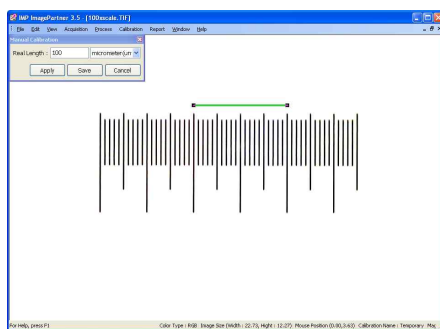 IMP ImagePartner 3.5 - [100xscale.TIF]
File Edit View Acquisition Process Calibration Report Window Help
Manual Calibration
Real Length : 100 micrometer(um
Apply Save Cancel
For Help, press F1 Color Type : RGB Image Size (Width : 22.73, Hight : 12.27) Mouse Position (0.00,3.63) Calibration Name : Temporary Mag